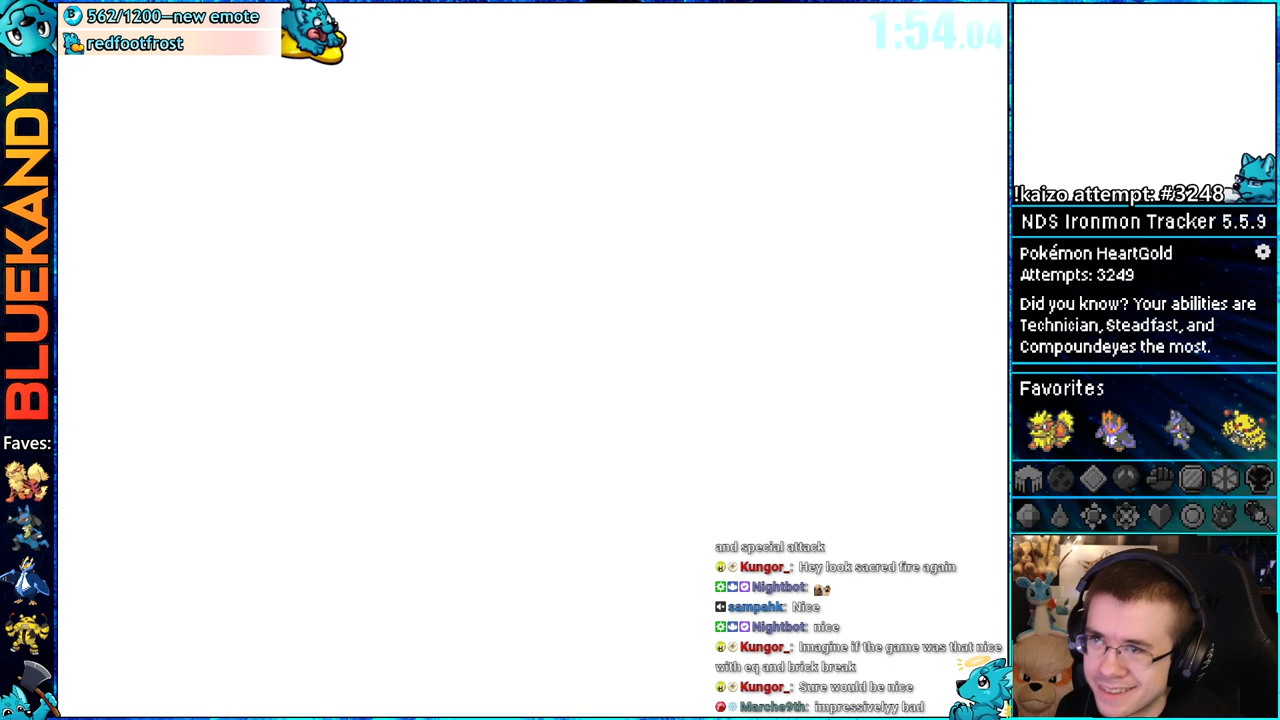 562/1200—new emote
redfootfrost
1:54.04
BLUEKANDY
Faves:
!kaizo attempt: #3248
NDS Ironmon Tracker 5.5.9
Pokémon HeartGold
Attempts: 3249
Did you know? Your abilities are
Technician, Steadfast, and
Compoundeyes the most.
Favorites
and special attack
Kungor_: Hey look sacred fire again
Nightbot:
sampahk: Nice
Nightbot: nice
Kungor_: Imagine if the game was that nice
with eq and brick break
Kungor_: Sure would be nice
Marche9th: impressivelyy bad